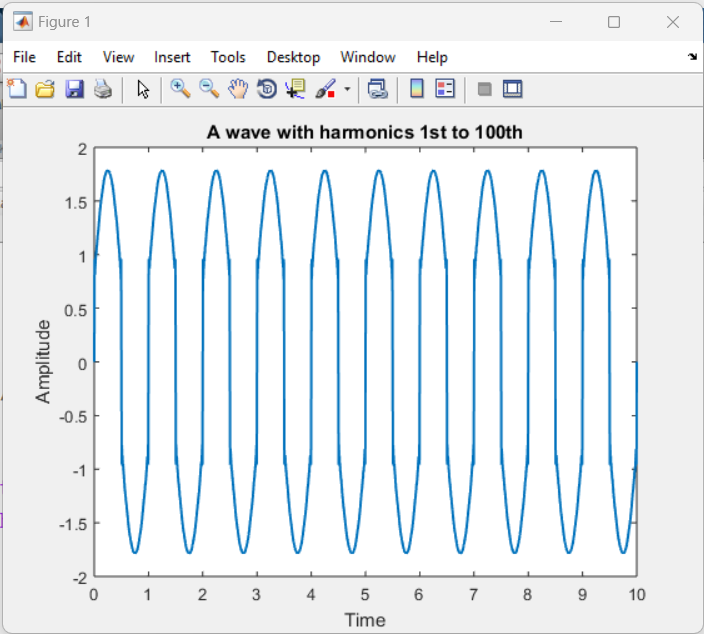 Figure 1
File Edit View Insert Tools Desktop Window Help
A wave with harmonics 1st to 100th
2
1.5
1
0.5
0
-0.5
-1
-1.5
-2
Amplitude
0 1 2 3 4 5 6 7 8 9 10
Time